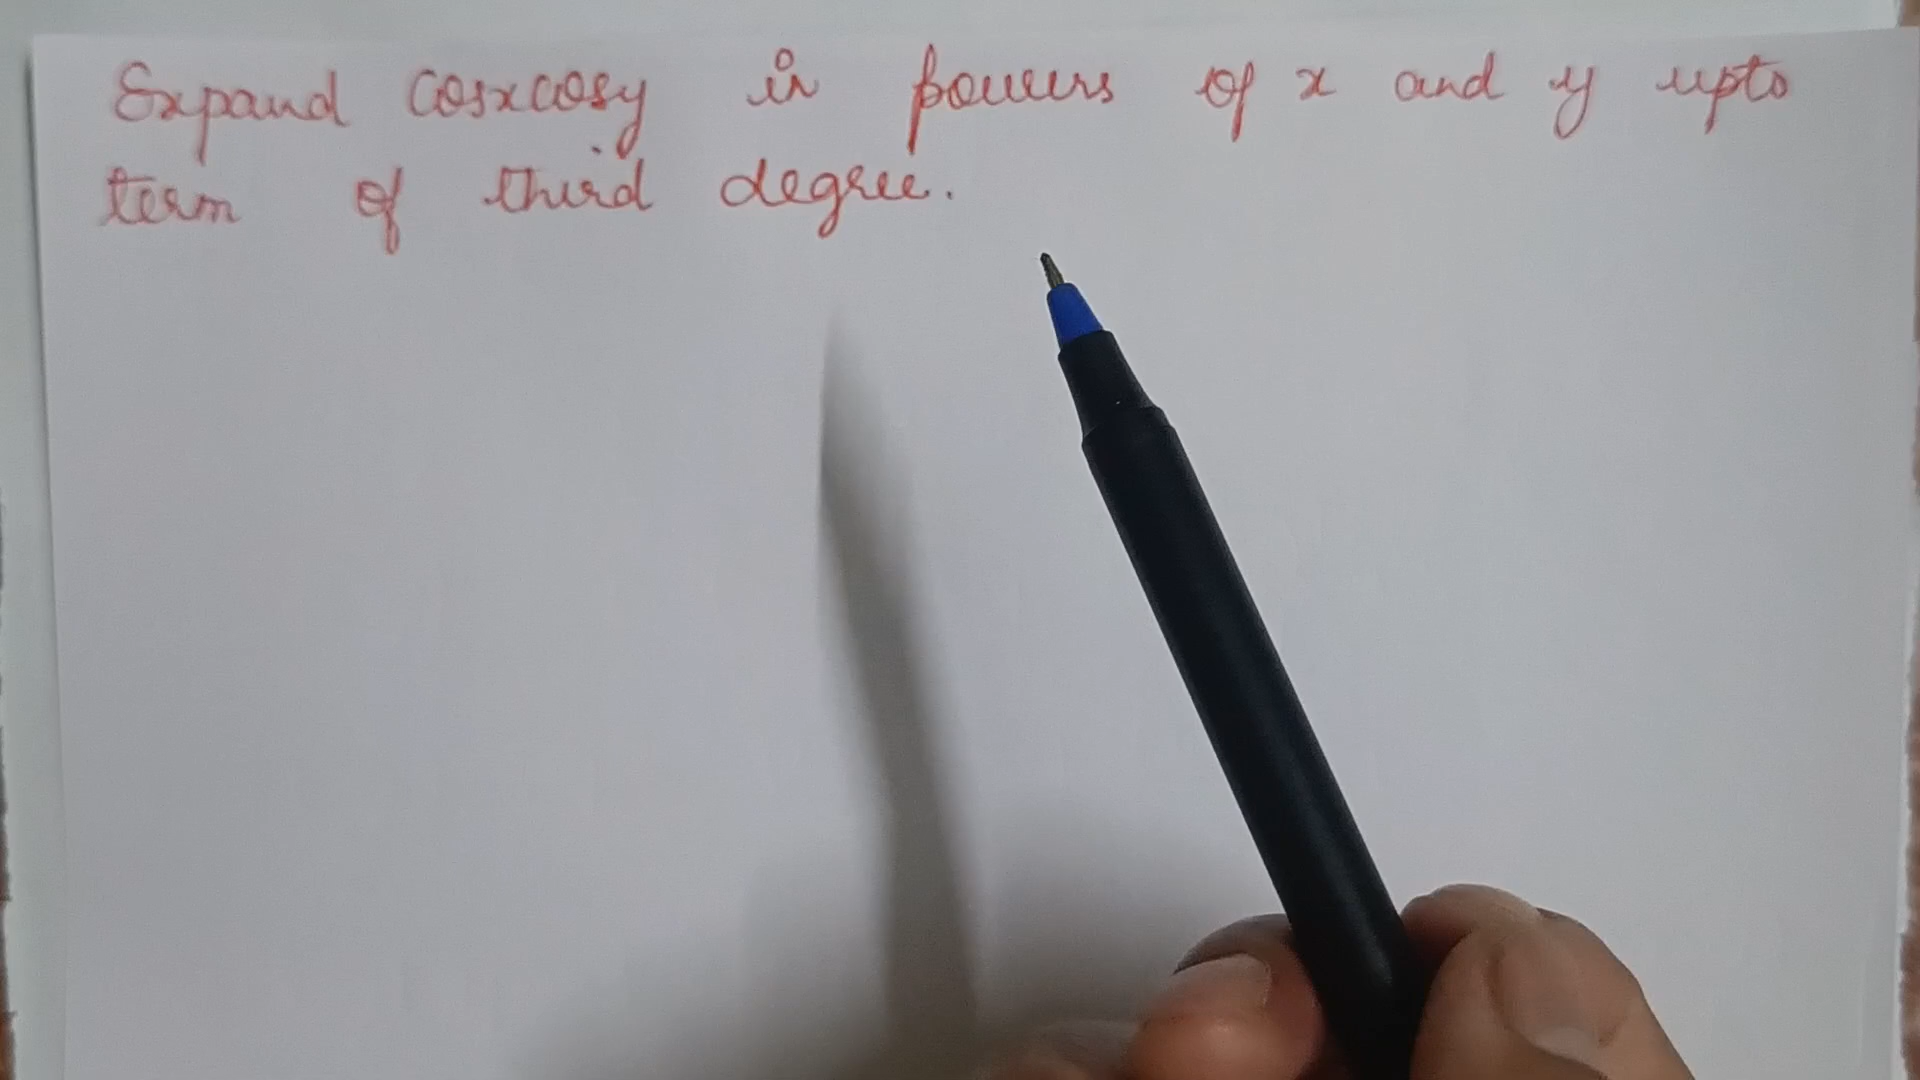 Expand cosxcosy in powers of x and y upto
term of third degree.